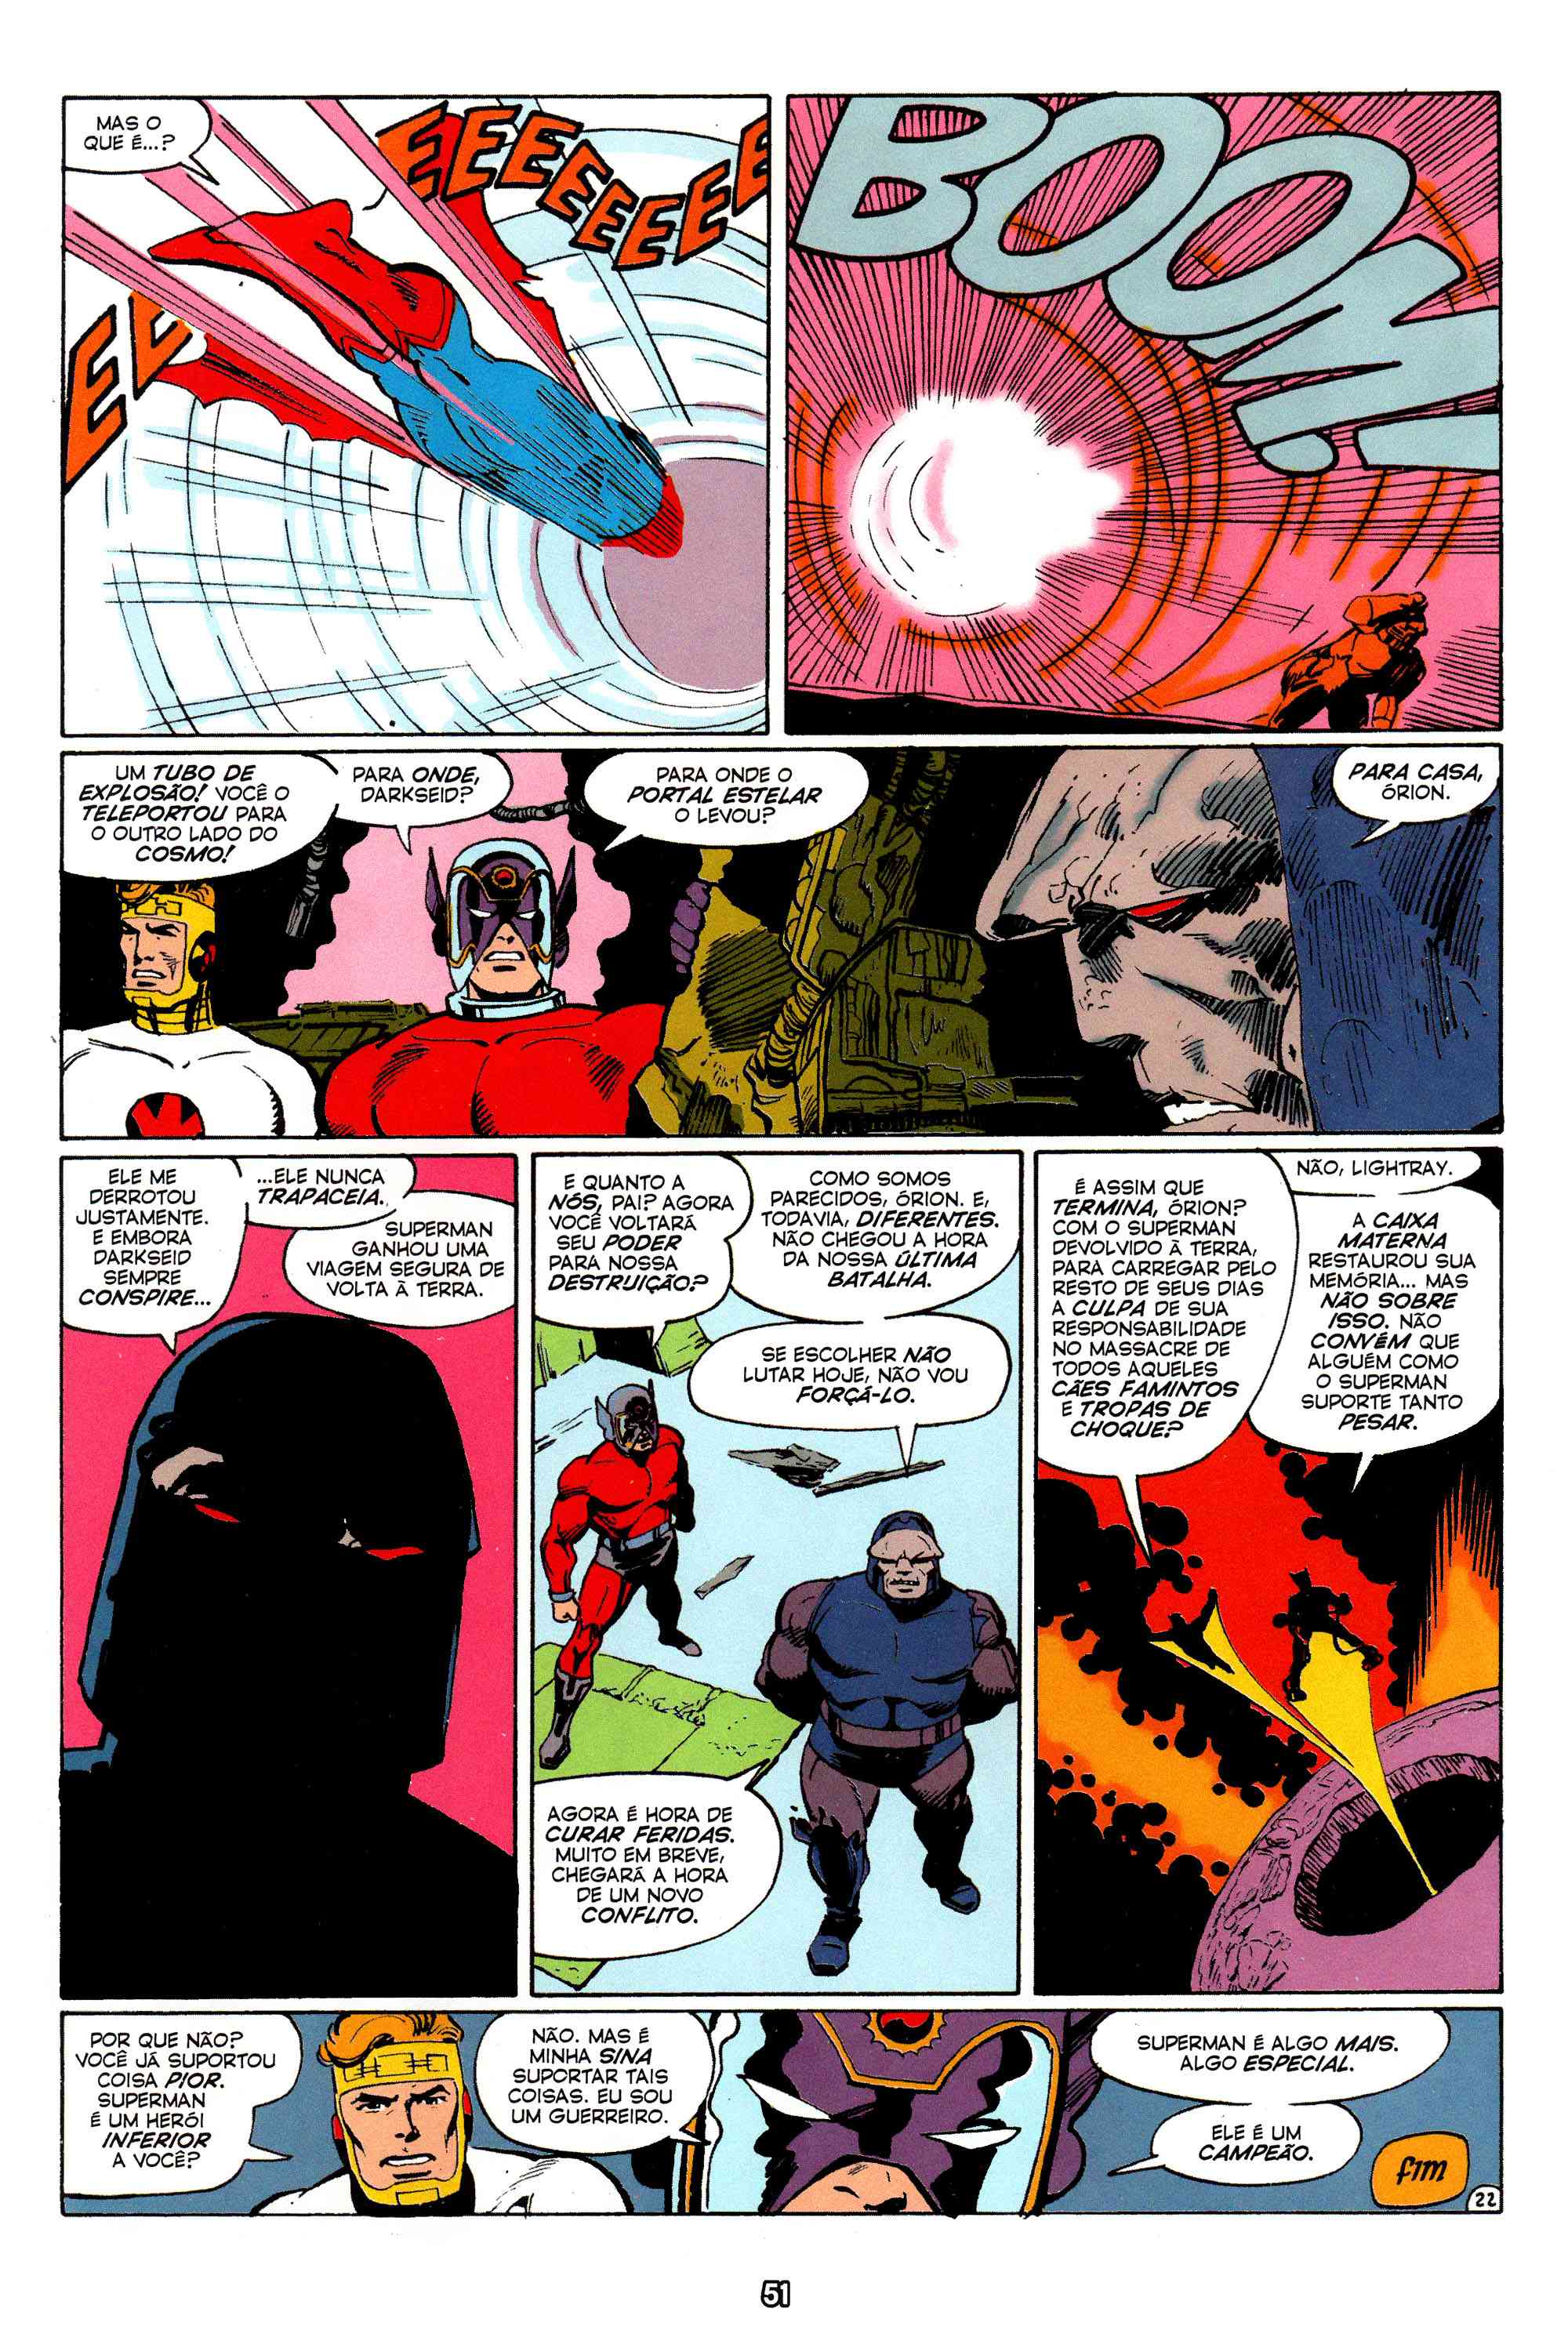 MAS O
QUE É...?
EEEEEEEEEE
BOOM!
UM TUBO DE
EXPLOSÃO! VOCÊ O
TELEPORTOU PARA
O OUTRO LADO DO
COSMO!
PARA ONDE,
DARKSEID?
PARA ONDE O
PORTAL ESTELAR
O LEVOU?
PARA CASA,
ÓRION.
ELE ME
DERROTOU
JUSTAMENTE.
E EMBORA
DARKSEID
SEMPRE
CONSPIRE...
...ELE NUNCA
TRAPACEIA.
SUPERMAN
GANHOU UMA
VIAGEM SEGURA DE
VOLTA À TERRA.
E QUANTO A
NÓS, PAI? AGORA
VOCÊ VOLTARÁ
SEU PODER
PARA NOSSA
DESTRUIÇÃO?
COMO SOMOS
PARECIDOS, ÓRION. E,
TODAVIA, DIFERENTES.
NÃO CHEGOU A HORA
DA NOSSA ÚLTIMA
BATALHA.
SE ESCOLHER NÃO
LUTAR HOJE, NÃO VOU
FORÇÁ-LO.
AGORA É HORA DE
CURAR FERIDAS.
MUITO EM BREVE,
CHEGARÁ A HORA
DE UM NOVO
CONFLITO.
É ASSIM QUE
TERMINA, ÓRION?
COM O SUPERMAN
DEVOLVIDO À TERRA,
PARA CARREGAR PELO
RESTO DE SEUS DIAS
A CULPA DE SUA
RESPONSABILIDADE
NO MASSACRE DE
TODOS AQUELES
CÃES FAMINTOS
E TROPAS DE
CHOQUE?
NÃO, LIGHTRAY.
A CAIXA
MATERNA
RESTAUROU SUA
MEMÓRIA... MAS
NÃO SOBRE
ISSO. NÃO
CONVÉM QUE
ALGUÉM COMO
O SUPERMAN
SUPORTE TANTO
PESAR.
POR QUE NÃO?
VOCÊ JÁ SUPORTOU
COISA PIOR.
SUPERMAN
É UM HERÓI
INFERIOR
A VOCÊ?
NÃO. MAS É
MINHA SINA
SUPORTAR TAIS
COISAS. EU SOU
UM GUERREIRO.
SUPERMAN É ALGO MAIS.
ALGO ESPECIAL.
ELE É UM
CAMPEÃO.
FIM
22
51